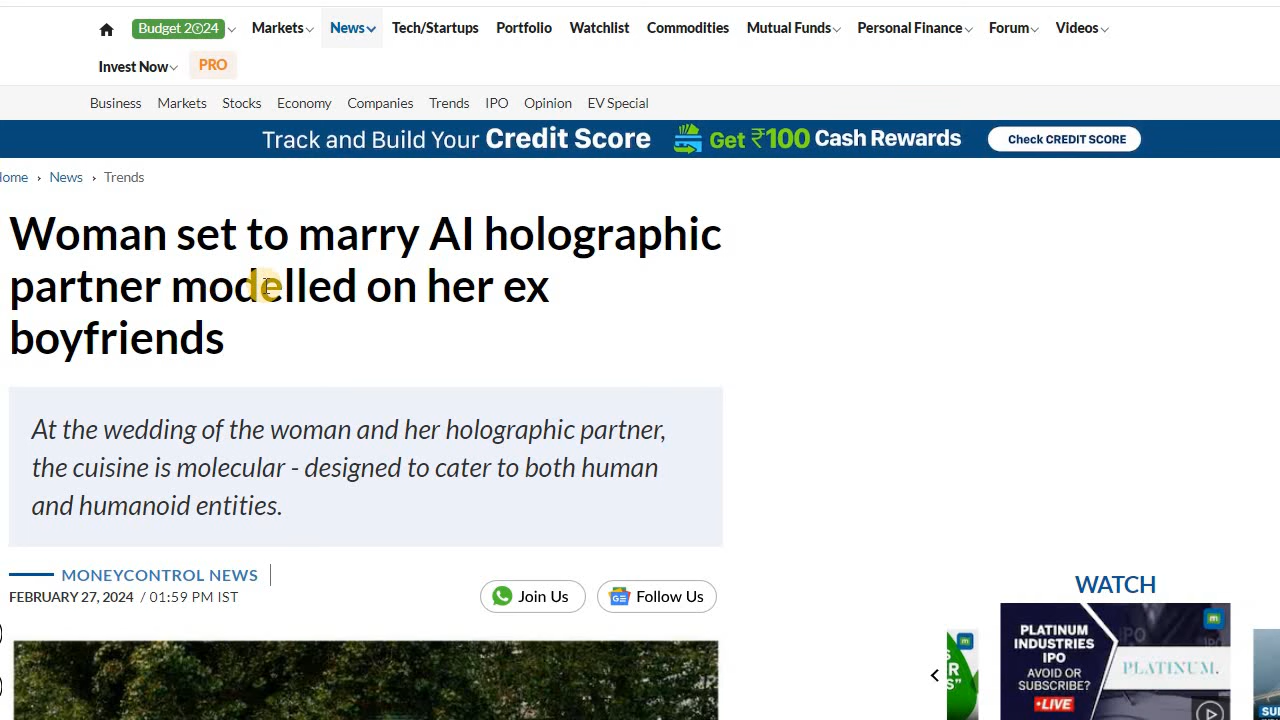 Budget 2024 Markets News Tech/Startups Portfolio Watchlist Commodities Mutual Funds Personal Finance Forum Videos
Invest Now PRO
Business Markets Stocks Economy Companies Trends IPO Opinion EV Special
Track and Build Your Credit Score Get ₹100 Cash Rewards Check CREDIT SCORE
ome › News › Trends
Woman set to marry AI holographic
partner modelled on her ex
boyfriends
At the wedding of the woman and her holographic partner,
the cuisine is molecular - designed to cater to both human
and humanoid entities.
MONEYCONTROL NEWS
FEBRUARY 27, 2024 / 01:59 PM IST
Join Us Follow Us
WATCH
PLATINUM
INDUSTRIES
IPO
AVOID OR
SUBSCRIBE?
•LIVE
PLATINUM.